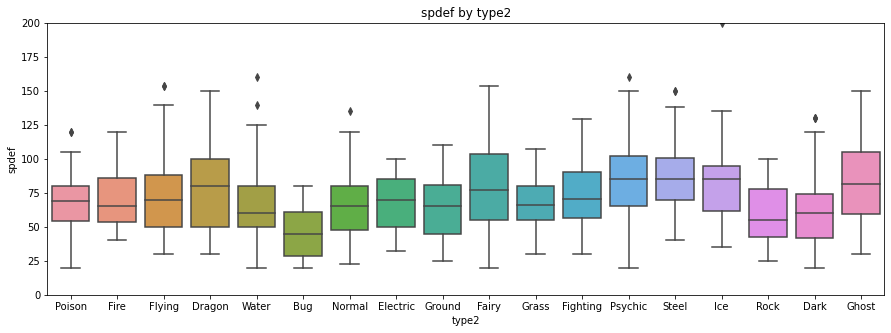 spdef by type2
spdef
200
175
150
125
100
75
50
25
0
Poison Fire Flying Dragon Water Bug Normal Electric Ground Fairy Grass Fighting Psychic Steel Ice Rock Dark Ghost
type2